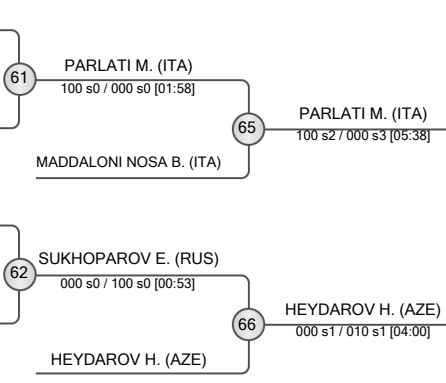 61
PARLATI M. (ITA)
100 s0 / 000 s0 [01:58]
65
PARLATI M. (ITA)
100 s2 / 000 s3 [05:38]
MADDALONI NOSA B. (ITA)
62
SUKHOPAROV E. (RUS)
000 s0 / 100 s0 [00:53]
66
HEYDAROV H. (AZE)
000 s1 / 010 s1 [04:00]
HEYDAROV H. (AZE)